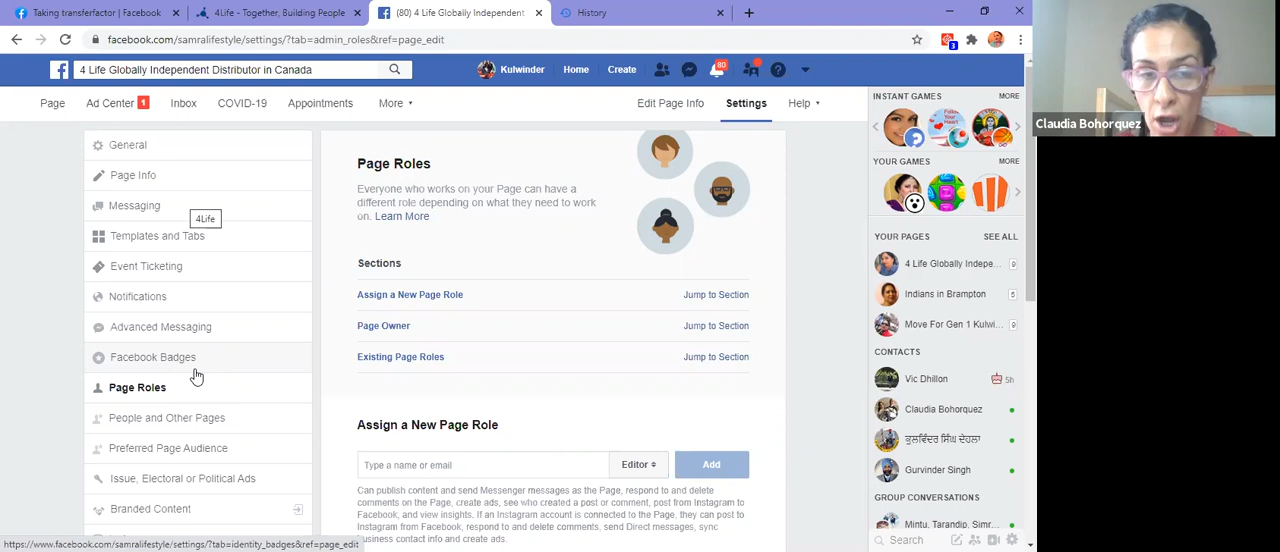 Taking transferfactor | Facebook
4Life - Together, Building People
(80) 4 Life Globally Independent
History
facebook.com/samralifestyle/settings/?tab=admin_roles&ref=page_edit
3
4 Life Globally Independent Distributor in Canada
Kulwinder
Home
Create
80
Page
Ad Center 1
Inbox
COVID-19
Appointments
More
Edit Page Info
Settings
Help
General
Page Info
Messaging
4Life
Templates and Tabs
Event Ticketing
Notifications
Advanced Messaging
Facebook Badges
Page Roles
People and Other Pages
Preferred Page Audience
Issue, Electoral or Political Ads
Branded Content
https://www.facebook.com/samralifestyle/settings/?tab=identity_badges&ref=page_edit
Page Roles
Everyone who works on your Page can have a
different role depending on what they need to work
on. Learn More
Sections
Assign a New Page Role Jump to Section
Page Owner Jump to Section
Existing Page Roles Jump to Section
Assign a New Page Role
Type a name or email
Editor
Add
Can publish content and send Messenger messages as the Page, respond to and delete
comments on the Page, create ads, see who created a post or comment, post from Instagram to
Facebook, and view insights. If an Instagram account is connected to the Page, they can post to
Instagram from Facebook, respond to and delete comments, send Direct messages, sync
business contact info and create ads.
INSTANT GAMES MORE
YOUR GAMES MORE
YOUR PAGES SEE ALL
4 Life Globally Indepe... 9
Indians in Brampton 5
Move For Gen 1 Kulwi... 9
CONTACTS
Vic Dhillon 5h
Claudia Bohorquez
ਕੁਲਵਿੰਦਰ ਸਿੰਘ ਦੇਹਲਾ
Gurvinder Singh
GROUP CONVERSATIONS
Mintu, Tarandip, Simr...
Search
Claudia Bohorquez